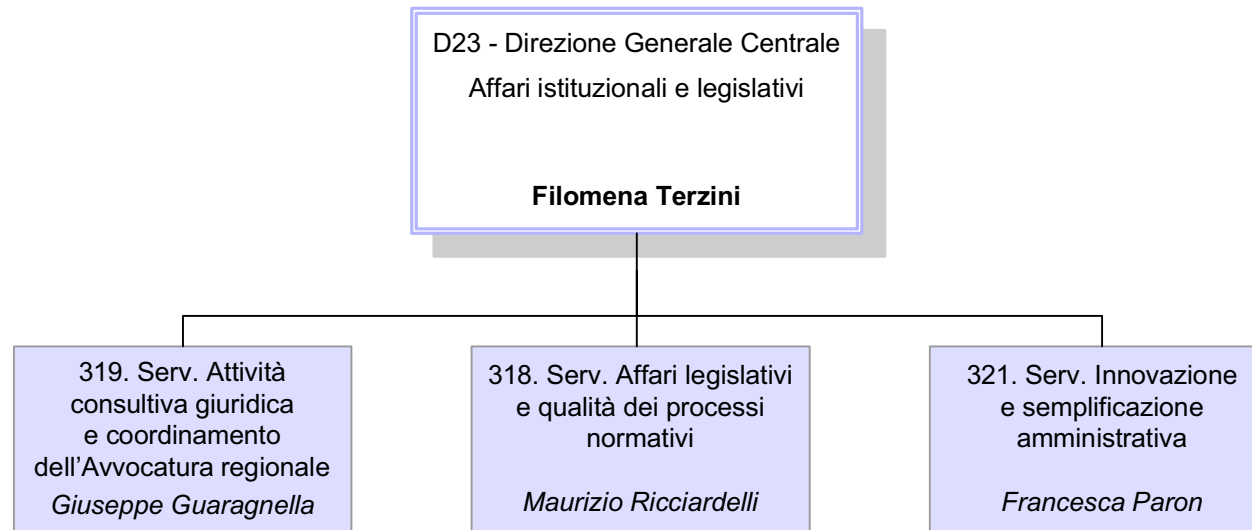 D23 - Direzione Generale Centrale
Affari istituzionali e legislativi
Filomena Terzini
319. Serv. Attività
consultiva giuridica
e coordinamento
dell’Avvocatura regionale
Giuseppe Guaragnella
318. Serv. Affari legislativi
e qualità dei processi
normativi
Maurizio Ricciardelli
321. Serv. Innovazione
e semplificazione
amministrativa
Francesca Paron